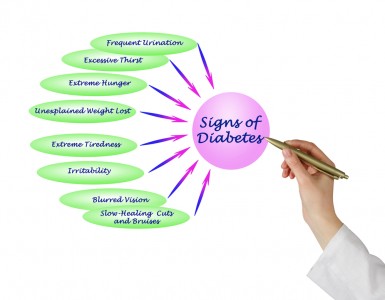 Frequent Urination
Excessive Thirst
Extreme Hunger
Unexplained Weight Lost
Extreme Tiredness
Irritability
Blurred Vision
Slow-Healing Cuts
and Bruises
Signs of
Diabetes